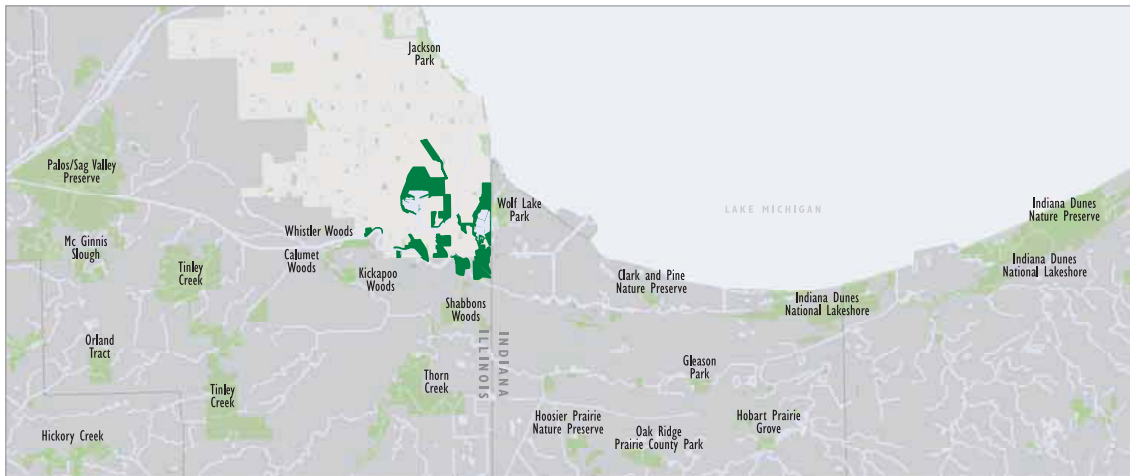 Jackson
Park
Palos/Sag Valley
Preserve
Wolf Lake
Park
LAKE MICHIGAN
Indiana Dunes
Nature Preserve
Whistler Woods
Mc Ginnis
Slough
Calumet
Woods
Tinley
Creek
Kickapoo
Woods
Clark and Pine
Nature Preserve
Indiana Dunes
National Lakeshore
Indiana Dunes
National Lakeshore
Shabbons
Woods
ILLINOIS
INDIANA
Orland
Tract
Gleason
Park
Thorn
Creek
Tinley
Creek
Hoosier Prairie
Nature Preserve
Oak Ridge
Prairie County Park
Hobart Prairie
Grove
Hickory Creek